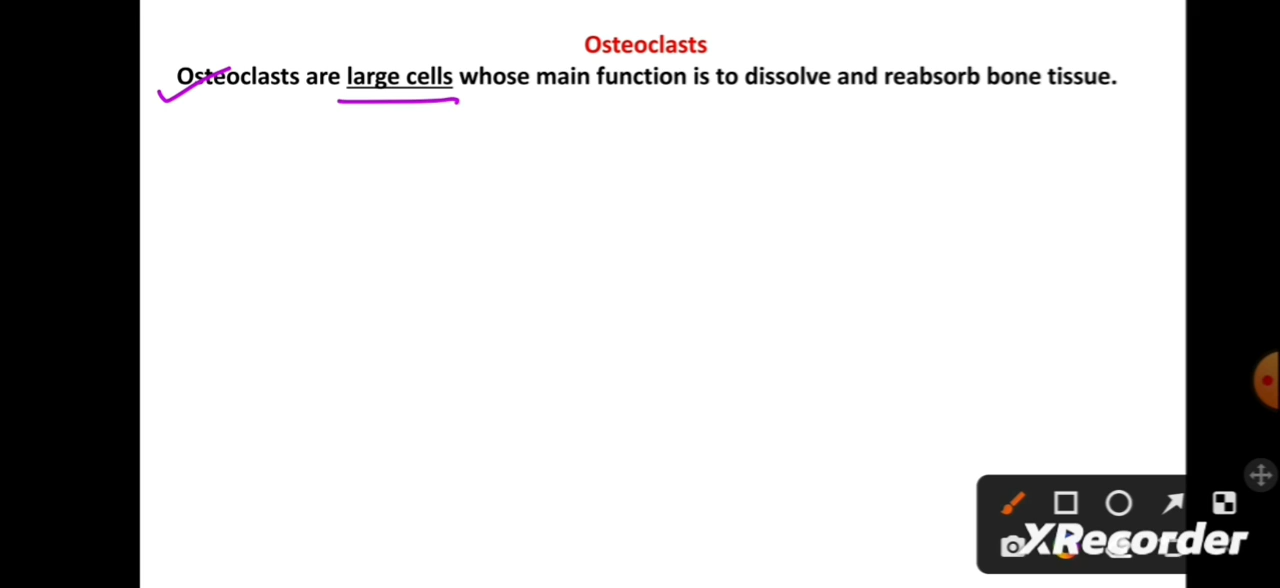 Osteoclasts
Osteoclasts are large cells whose main function is to dissolve and reabsorb bone tissue.
XRecorder